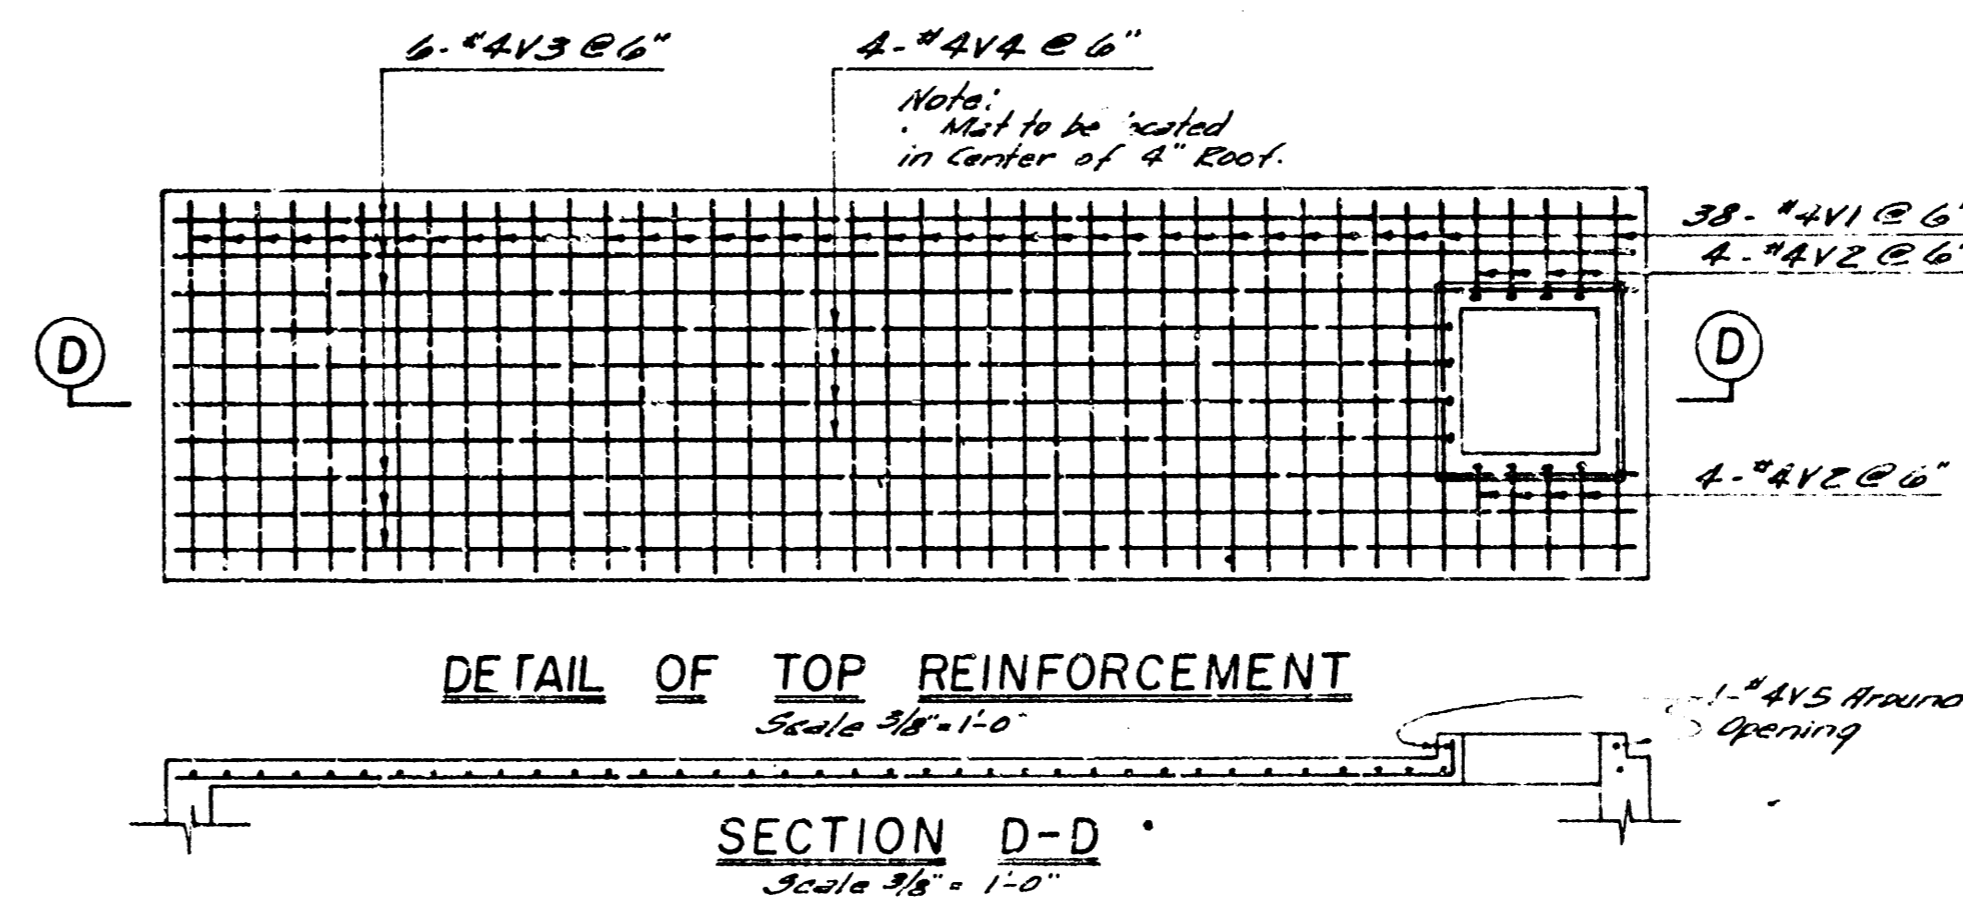 6-#4V3@6"
4-#4V4 @ 6"
Note:
Mat to be
in Center of 4" Roof.
38-#4V1@6"
4-#4V2@6"
D
D
4-#4V2@6"
DETAIL OF TOP REINFORCEMENT
Scale 3/8"=1'-0"
1-#4V5 Around
Opening
SECTION D-D
Scale 3/8" = 1'-0"